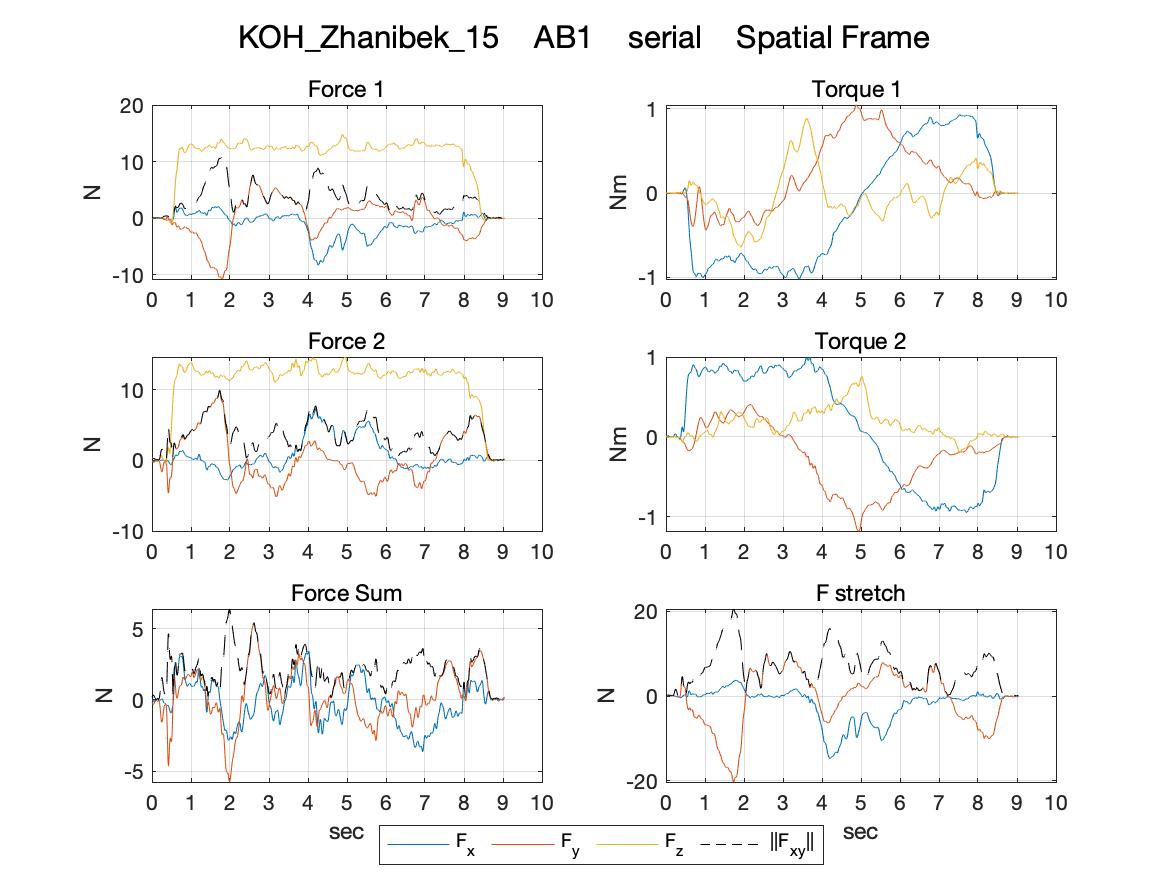 KOH_Zhanibek_15 AB1 serial Spatial Frame
Force 1
20
10
0
-10
N
0 1 2 3 4 5 6 7 8 9 10
Torque 1
1
0
-1
Nm
0 1 2 3 4 5 6 7 8 9 10
Force 2
10
0
-10
N
0 1 2 3 4 5 6 7 8 9 10
Torque 2
1
0
-1
Nm
0 1 2 3 4 5 6 7 8 9 10
Force Sum
5
0
-5
N
0 1 2 3 4 5 6 7 8 9 10
sec
F stretch
20
0
-20
N
0 1 2 3 4 5 6 7 8 9 10
sec
F_x F_y F_z ||F_xy||